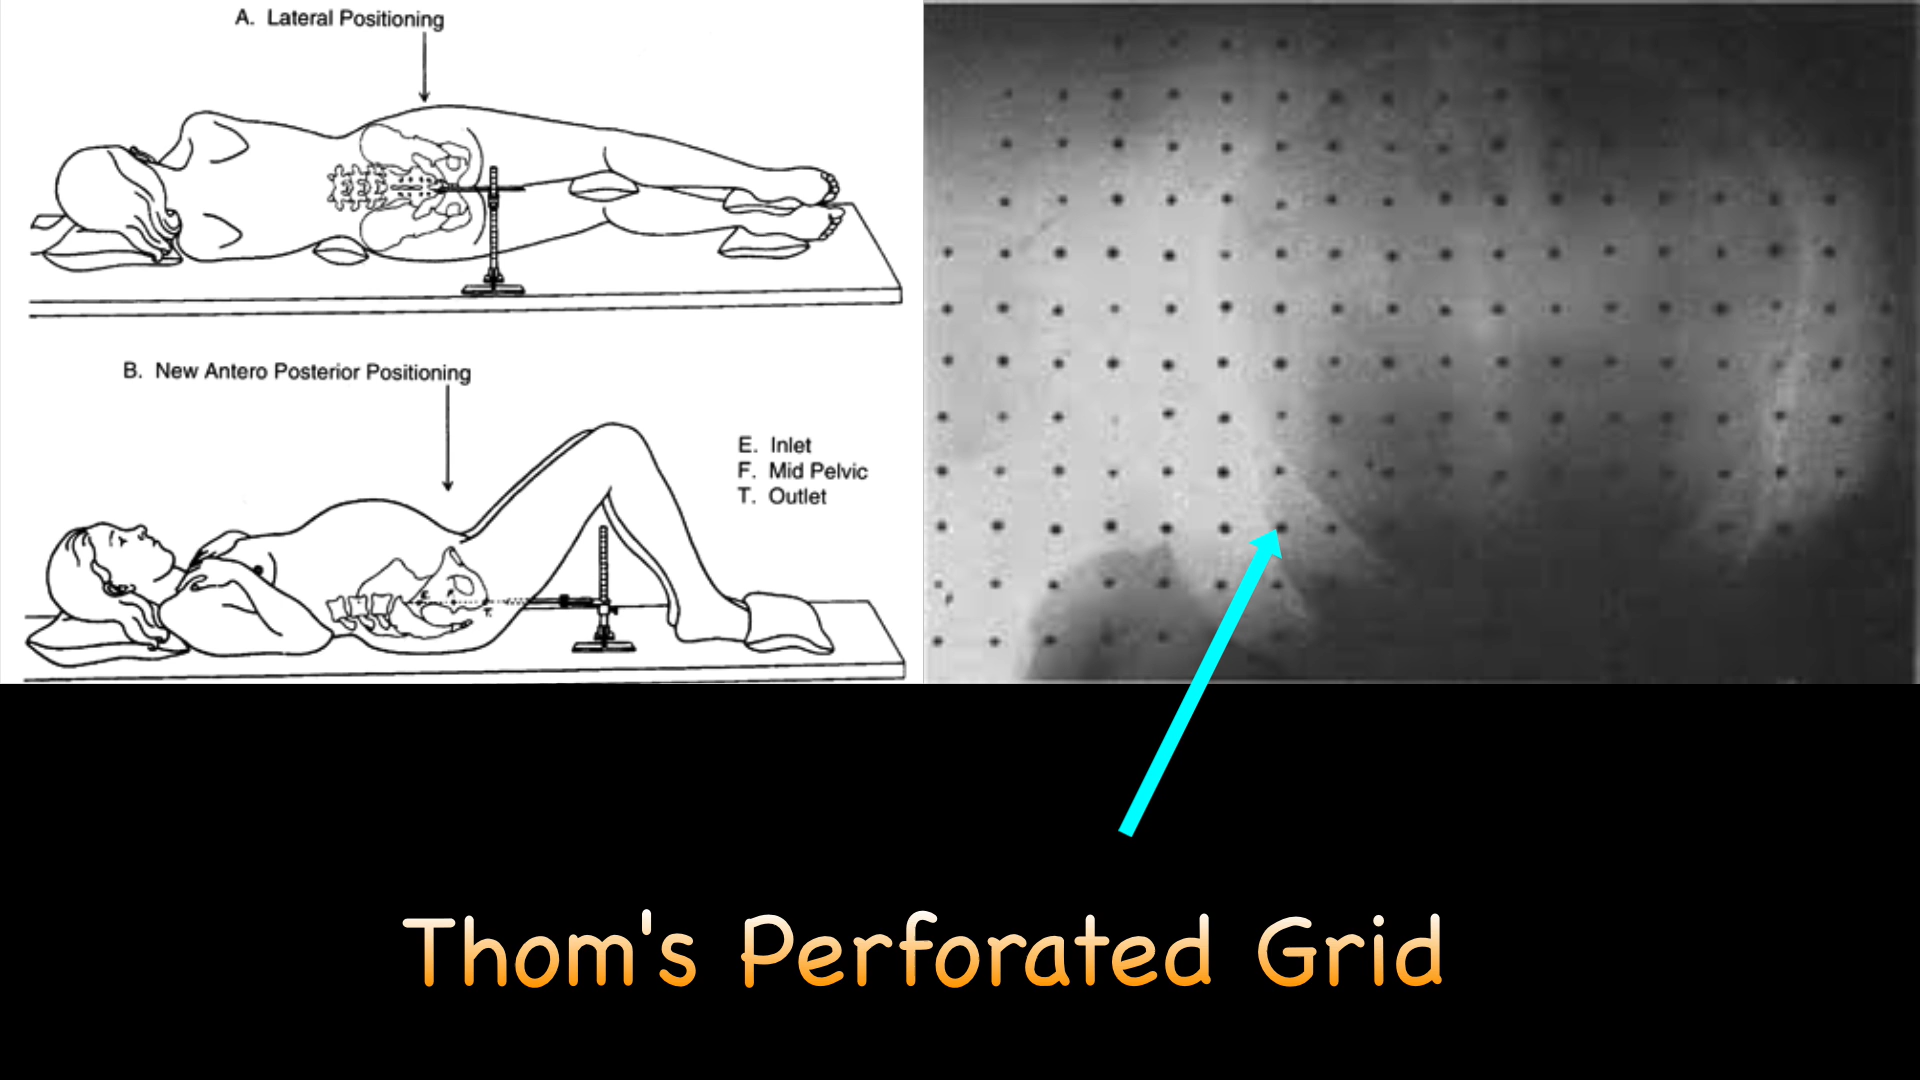 A. Lateral Positioning
B. New Antero Posterior Positioning
E. Inlet
F. Mid Pelvic
T. Outlet
Thom's Perforated Grid